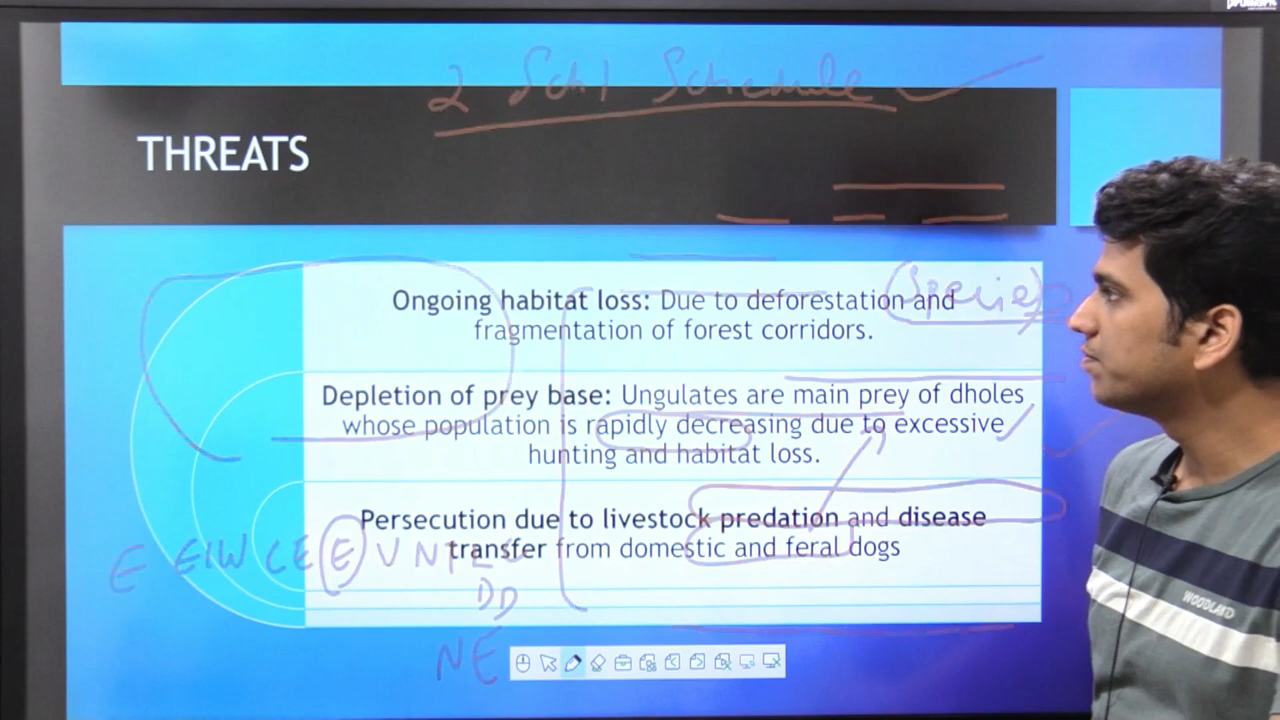 2 Sch 1 Schedule
THREATS
Ongoing habitat loss: Due to deforestation and
fragmentation of forest corridors.
(Species)
Depletion of prey base: Ungulates are main prey of dholes
whose population is rapidly decreasing due to excessive
hunting and habitat loss.
Persecution due to livestock predation and disease
transfer from domestic and feral dogs
E EIW CE E V N
DD
NE
WOODLAND